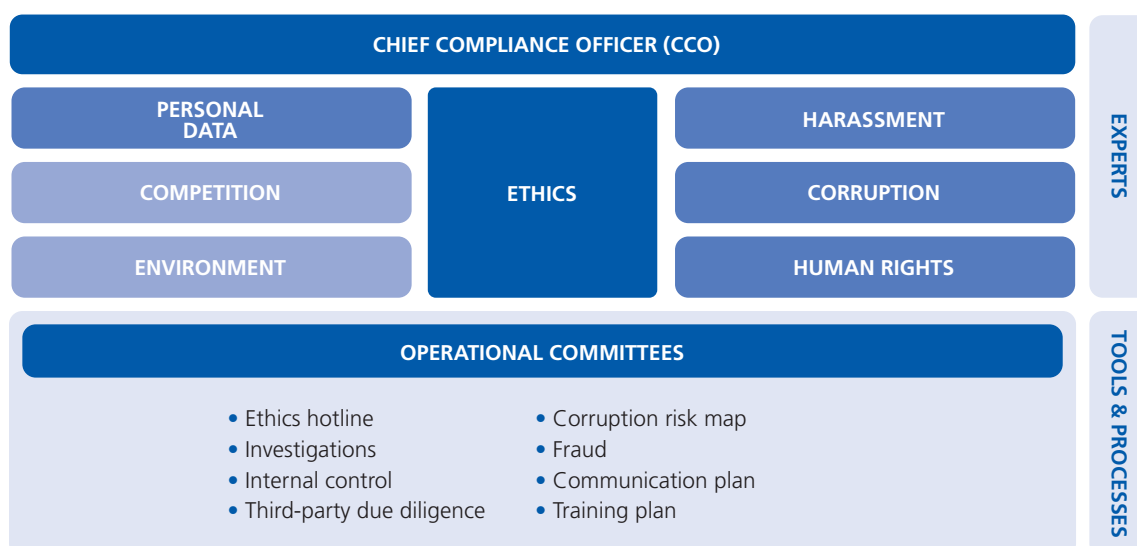 CHIEF COMPLIANCE OFFICER (CCO)
PERSONAL
DATA
COMPETITION
ENVIRONMENT
ETHICS
HARASSMENT
CORRUPTION
HUMAN RIGHTS
EXPERTS
OPERATIONAL COMMITTEES
• Ethics hotline
• Investigations
• Internal control
• Third-party due diligence
• Corruption risk map
• Fraud
• Communication plan
• Training plan
TOOLS & PROCESSES